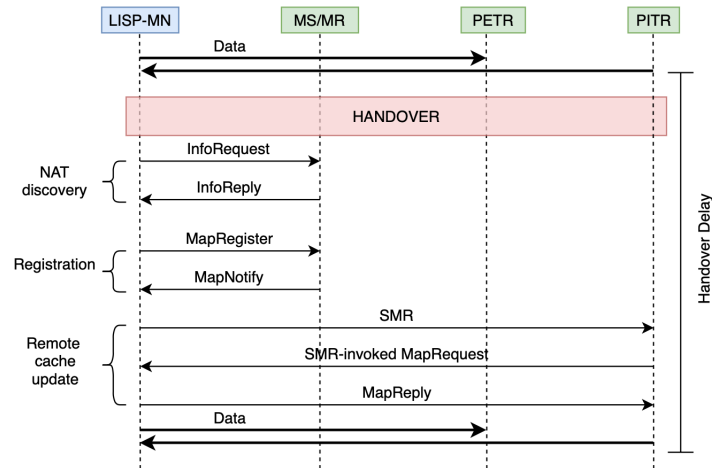 LISP-MN
MS/MR
PETR
PITR
Data
HANDOVER
NAT
discovery
InfoRequest
InfoReply
Registration
MapRegister
MapNotify
Remote
cache
update
SMR
SMR-invoked MapRequest
MapReply
Data
Handover Delay